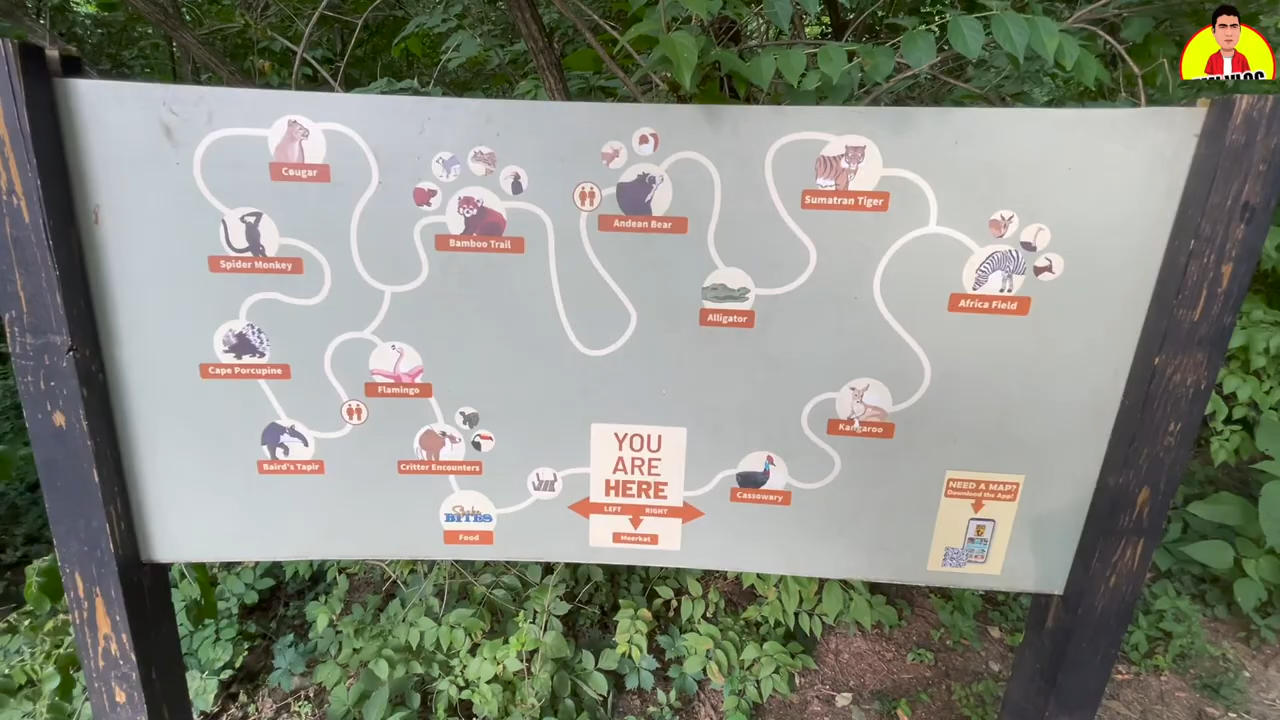 Cougar
Bamboo Trail
Andean Bear
Sumatran Tiger
Spider Monkey
Alligator
Africa Field
Cape Porcupine
Flamingo
Kangaroo
Baird's Tapir
Critter Encounters
BITES
Food
YOU
ARE
HERE
LEFT RIGHT
Meerkat
Cassowary
NEED A MAP?
Download the App!